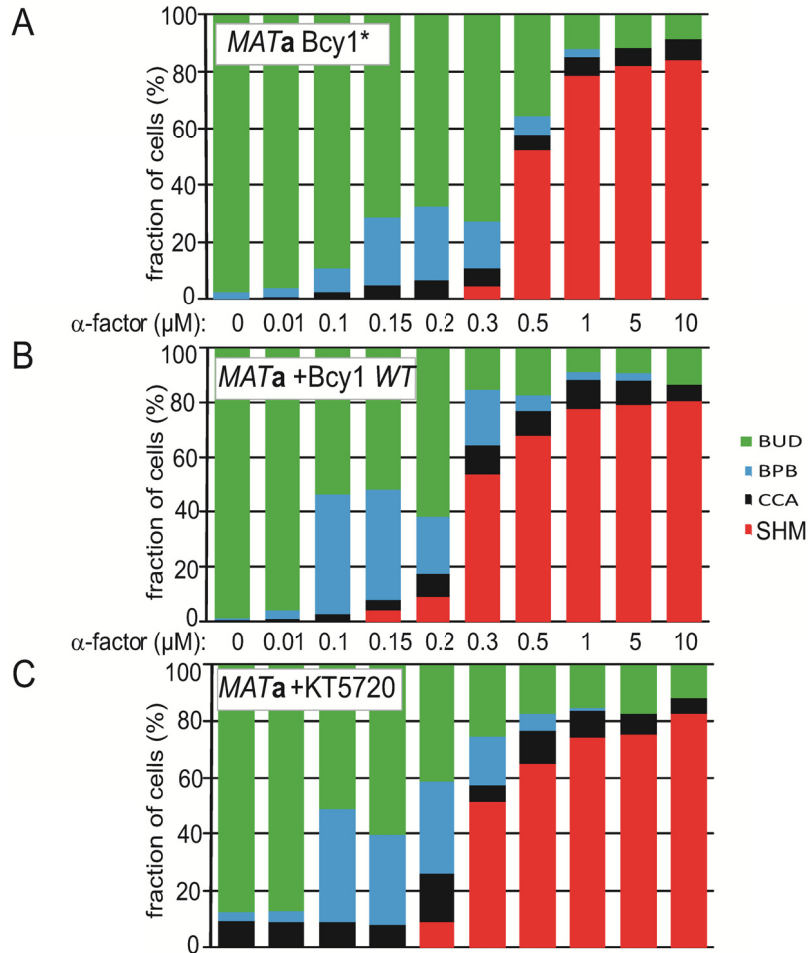 A
MATa Bcy1*
fraction of cells (%)
100
80
60
40
20
0
α-factor (μM): 0 0.01 0.1 0.15 0.2 0.3 0.5 1 5 10
B
MATa +Bcy1 WT
fraction of cells (%)
100
80
60
40
20
0
α-factor (μM): 0 0.01 0.1 0.15 0.2 0.3 0.5 1 5 10
BUD
BPB
CCA
SHM
C
MATa +KT5720
fraction of cells (%)
100
80
60
40
20
0